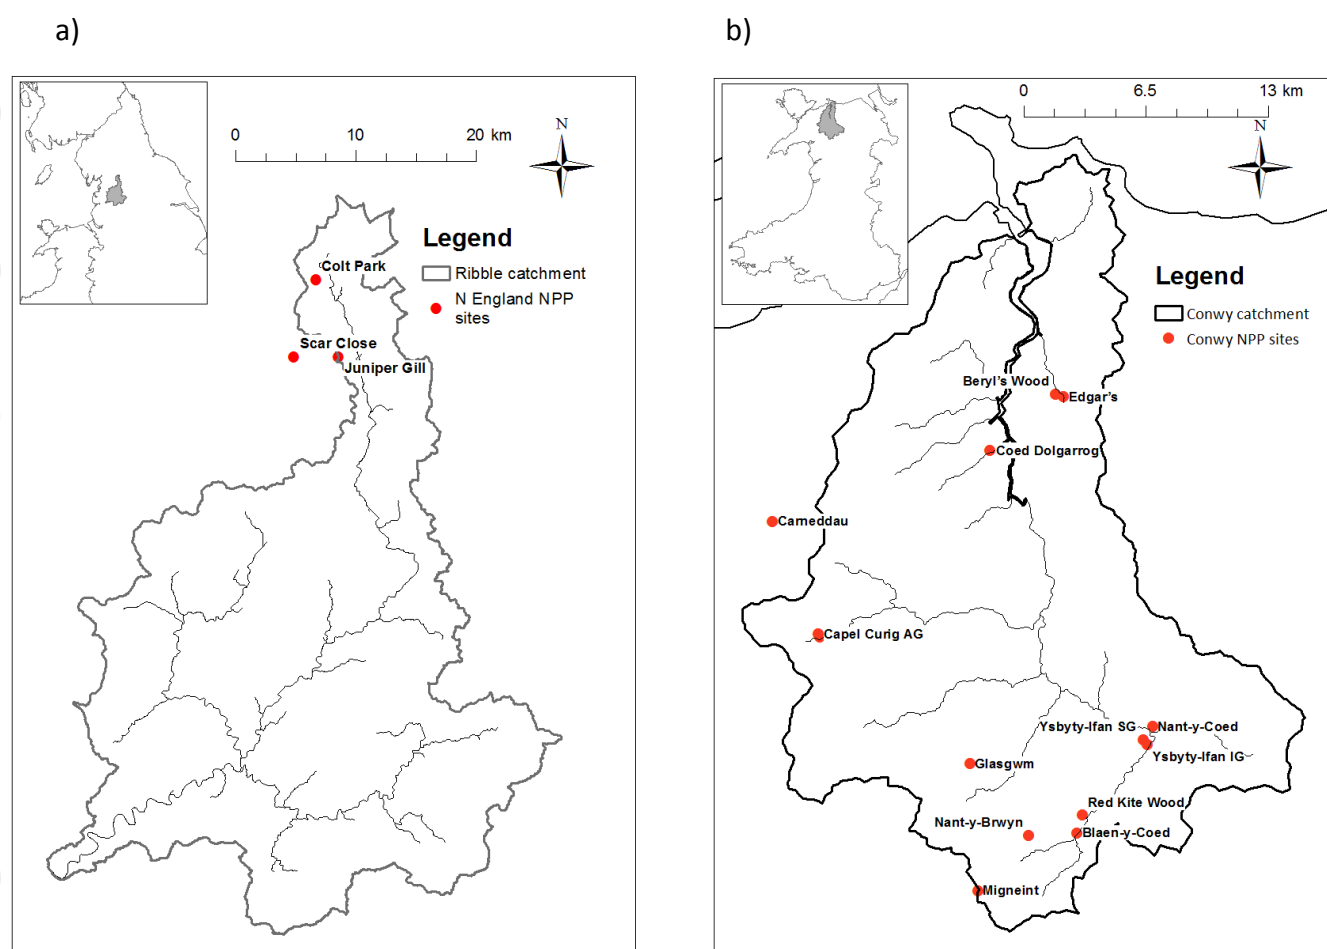 a)
b)
0 10 20 km
N
Legend
Ribble catchment
N England NPP
sites
Colt Park
Scar Close
Juniper Gill
0 6.5 13 km
N
Legend
Conwy catchment
Conwy NPP sites
Beryl's Wood
Edgar's
Coed Dolgarrog
Carneddau
Capel Curig AG
Ysbyty-Ifan SG
Nant-y-Coed
Ysbyty-Ifan IG
Glasgwm
Red Kite Wood
Nant-y-Brwyn
Blaen-y-Coed
Migneint